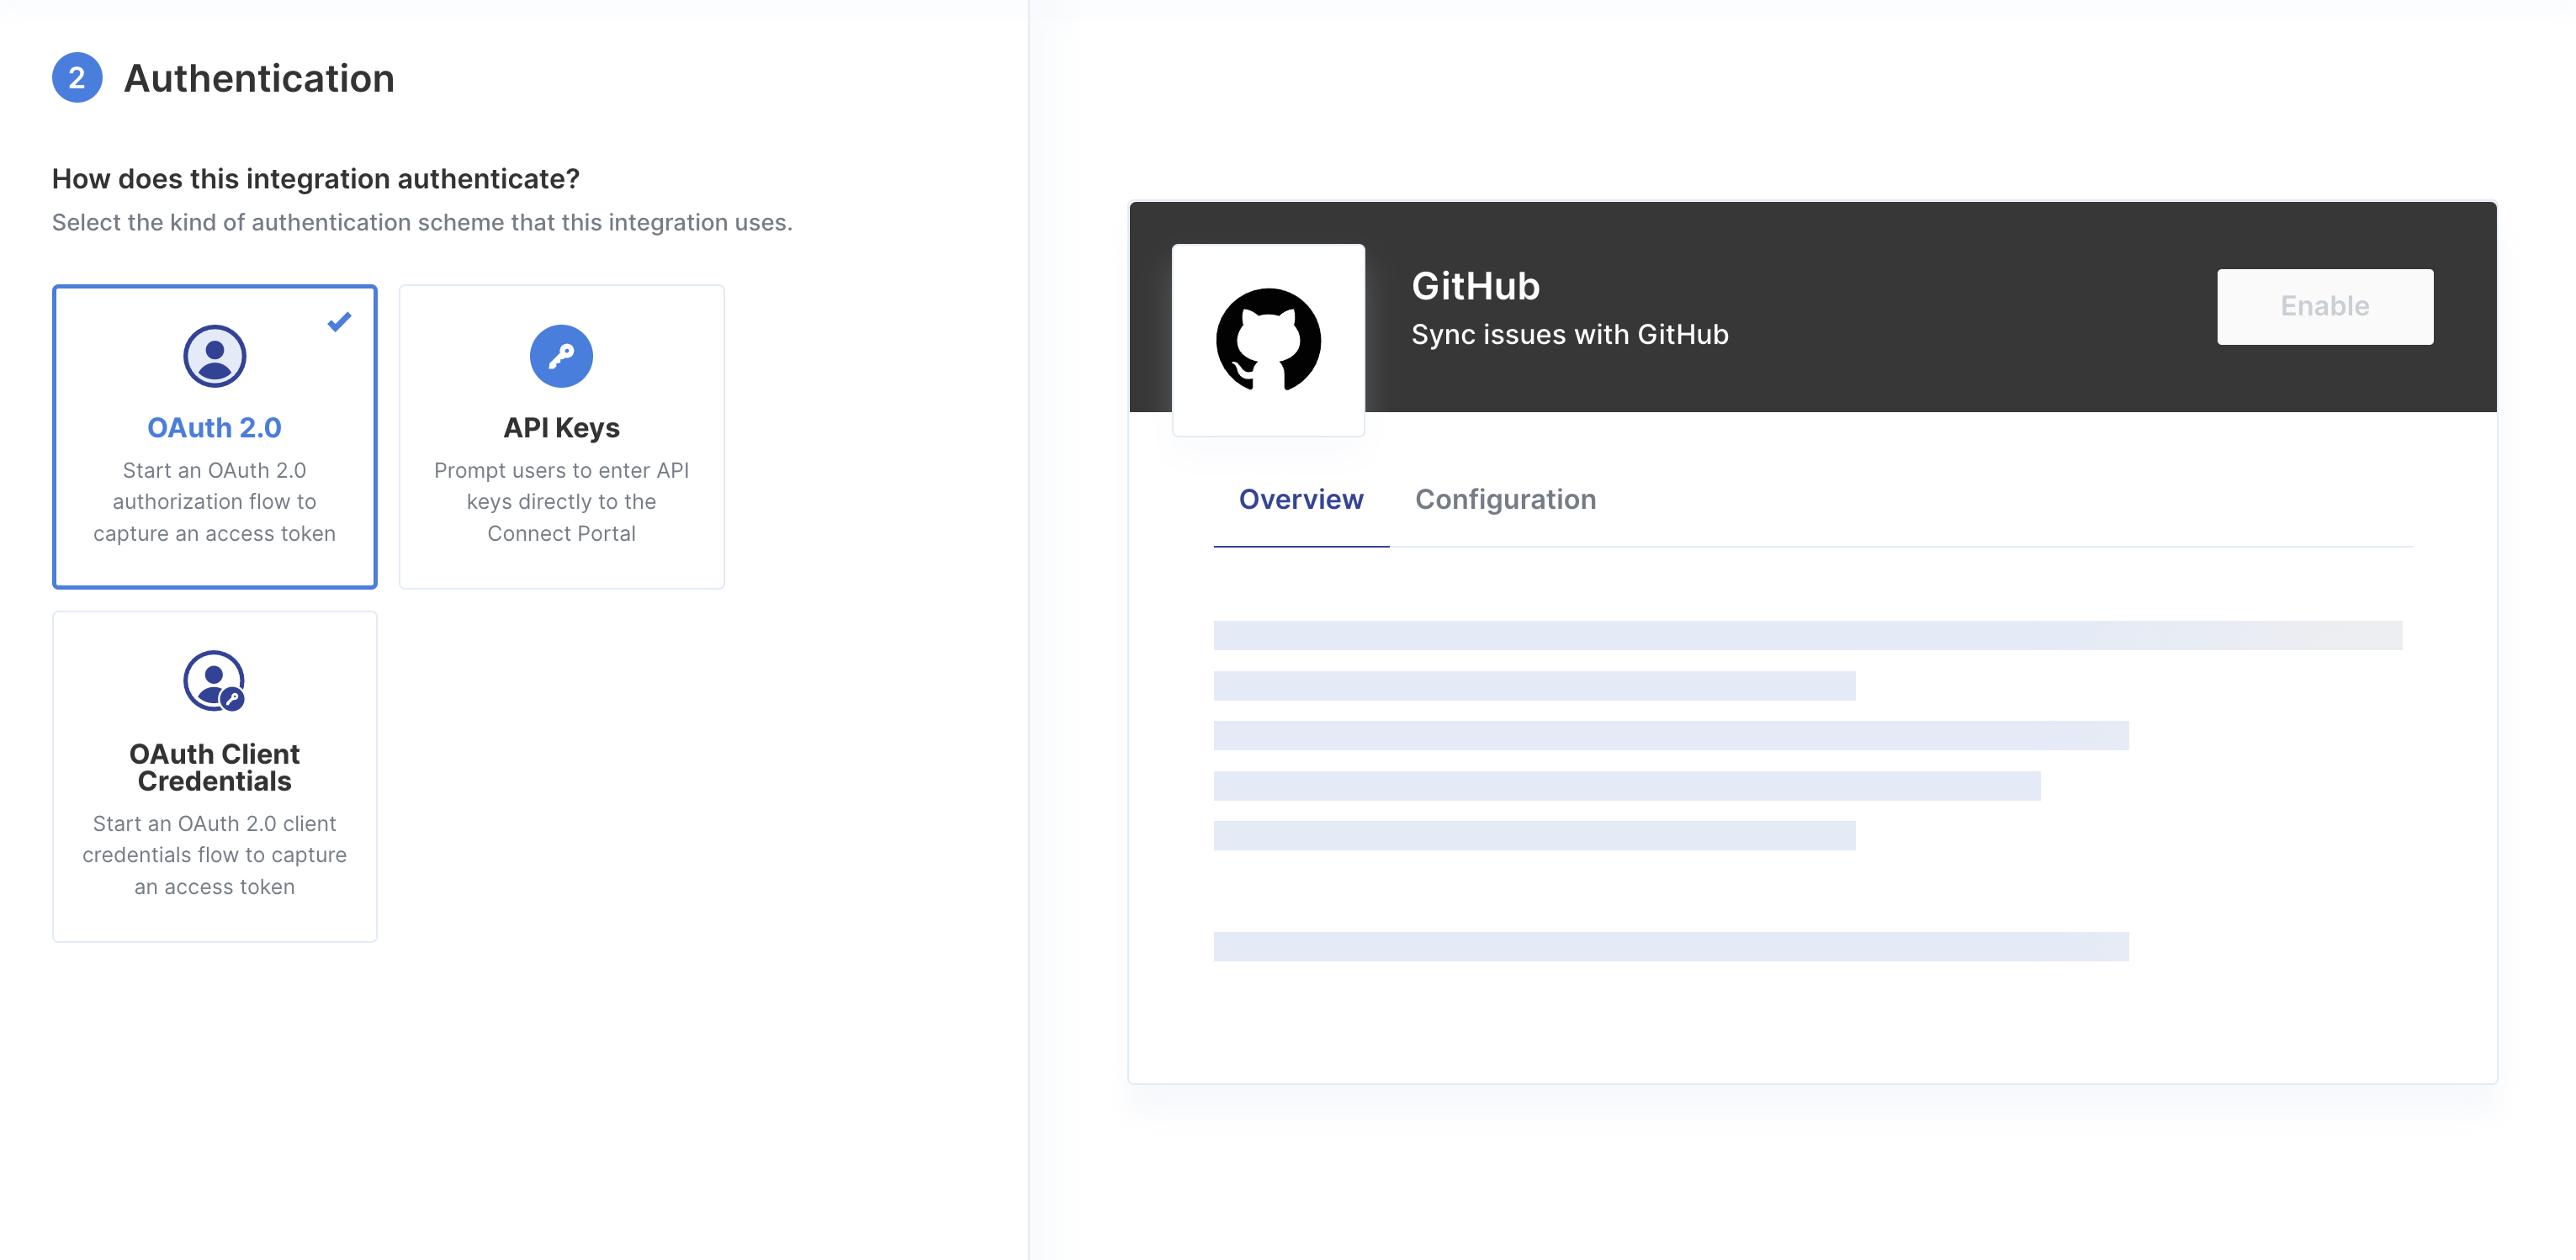 2 Authentication
How does this integration authenticate?
Select the kind of authentication scheme that this integration uses.
OAuth 2.0
Start an OAuth 2.0
authorization flow to
capture an access token
API Keys
Prompt users to enter API
keys directly to the
Connect Portal
OAuth Client
Credentials
Start an OAuth 2.0 client
credentials flow to capture
an access token
GitHub
Sync issues with GitHub
Enable
Overview
Configuration